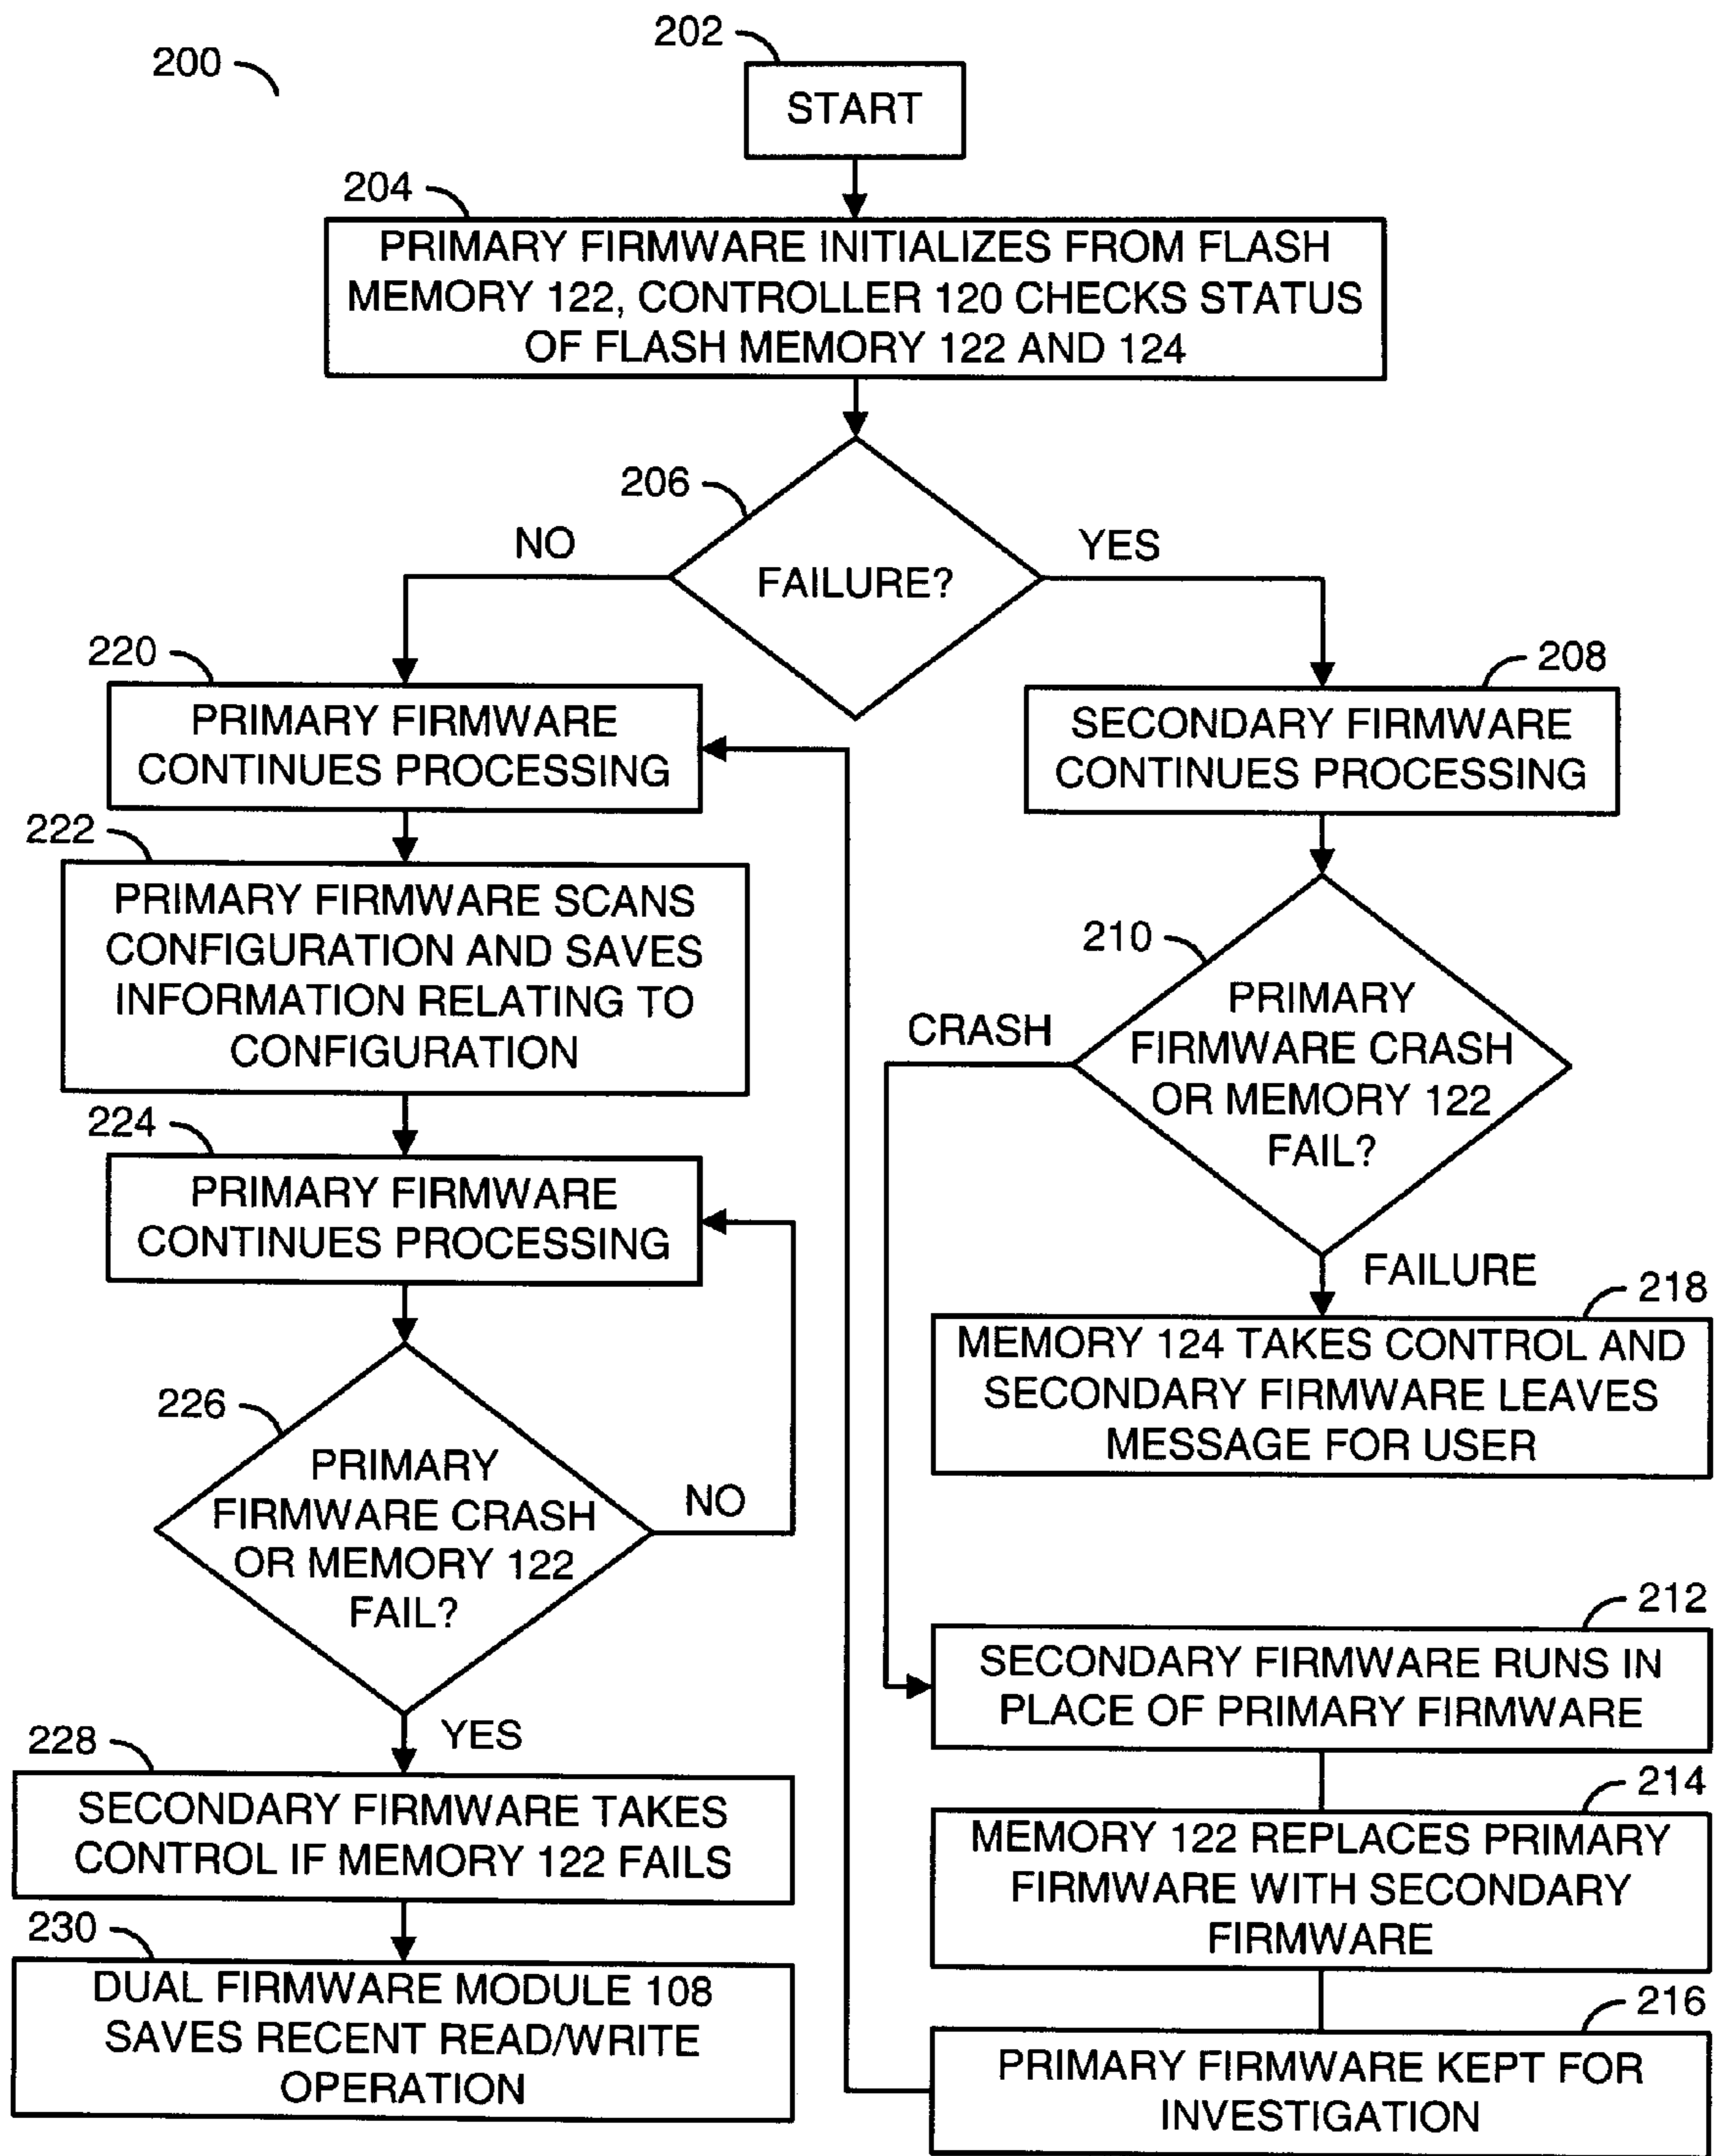 200
202
START
204
PRIMARY FIRMWARE INITIALIZES FROM FLASH
MEMORY 122, CONTROLLER 120 CHECKS STATUS
OF FLASH MEMORY 122 AND 124
206
FAILURE?
NO
YES
220
PRIMARY FIRMWARE
CONTINUES PROCESSING
222
PRIMARY FIRMWARE SCANS
CONFIGURATION AND SAVES
INFORMATION RELATING TO
CONFIGURATION
224
PRIMARY FIRMWARE
CONTINUES PROCESSING
226
PRIMARY
FIRMWARE CRASH
OR MEMORY 122
FAIL?
NO
YES
228
SECONDARY FIRMWARE TAKES
CONTROL IF MEMORY 122 FAILS
230
DUAL FIRMWARE MODULE 108
SAVES RECENT READ/WRITE
OPERATION
208
SECONDARY FIRMWARE
CONTINUES PROCESSING
210
PRIMARY
FIRMWARE CRASH
OR MEMORY 122
FAIL?
CRASH
FAILURE
218
MEMORY 124 TAKES CONTROL AND
SECONDARY FIRMWARE LEAVES
MESSAGE FOR USER
212
SECONDARY FIRMWARE RUNS IN
PLACE OF PRIMARY FIRMWARE
214
MEMORY 122 REPLACES PRIMARY
FIRMWARE WITH SECONDARY
FIRMWARE
216
PRIMARY FIRMWARE KEPT FOR
INVESTIGATION